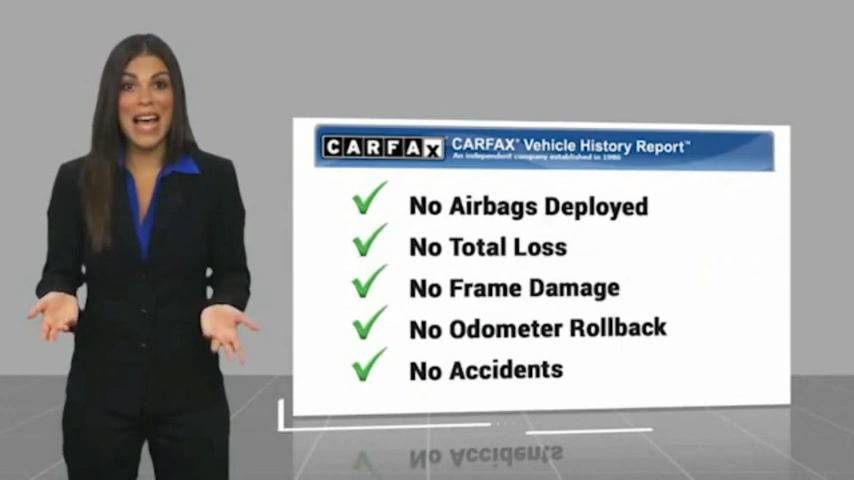 CARFAX CARFAX® Vehicle History Report™
An independent company established in 1986
No Airbags Deployed
No Total Loss
No Frame Damage
No Odometer Rollback
No Accidents
No Accidents